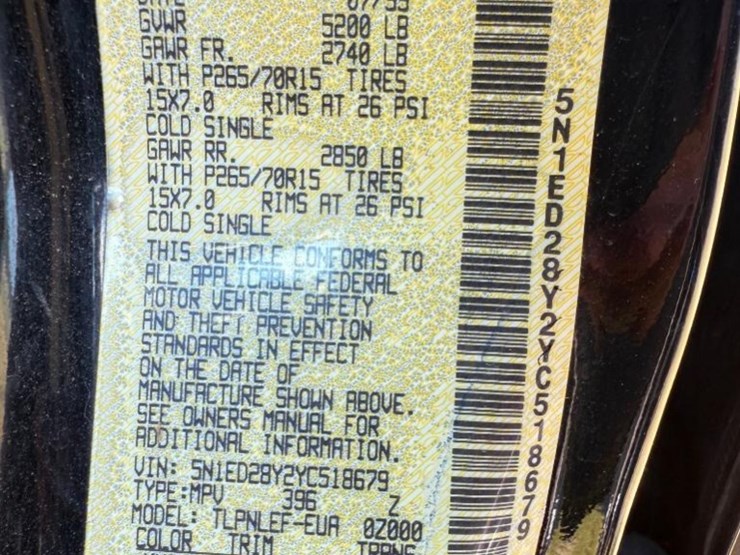 GVWR 5200 LB
GAWR FR. 2740 LB
WITH P265/70R15 TIRES
15X7.0 RIMS AT 26 PSI
COLD SINGLE
GAWR RR. 2850 LB
WITH P265/70R15 TIRES
15X7.0 RIMS AT 26 PSI
COLD SINGLE
THIS VEHICLE CONFORMS TO
ALL APPLICABLE FEDERAL
MOTOR VEHICLE SAFETY
AND THEFT PREVENTION
STANDARDS IN EFFECT
ON THE DATE OF
MANUFACTURE SHOWN ABOVE.
SEE OWNERS MANUAL FOR
ADDITIONAL INFORMATION.
VIN: 5N1ED28Y2YC518679
TYPE:MPV 396 Z
MODEL: TLPNLEF-EUA 0Z000
COLOR TRIM TRANS
5N1ED28Y2YC518679